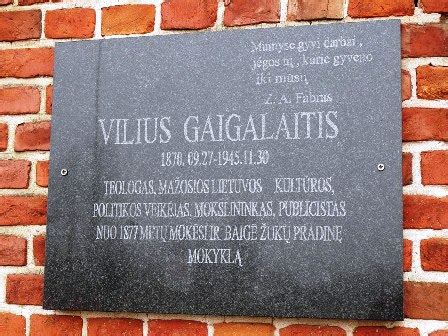 Mumyse gyvi darbai,
jėgos tų, kurie gyveno
iki mūsų
Ž. A. Fabras
VILIUS GAIGALAITIS
1870.09.27-1945.11.30
TEOLOGAS, MAŽOSIOS LIETUVOS KULTŪROS,
POLITIKOS VEIKĖJAS, MOKSLININKAS, PUBLICISTAS
NUO 1877 METŲ MOKĖSI IR BAIGĖ ŽUKŲ PRADINĘ
MOKYKLĄ